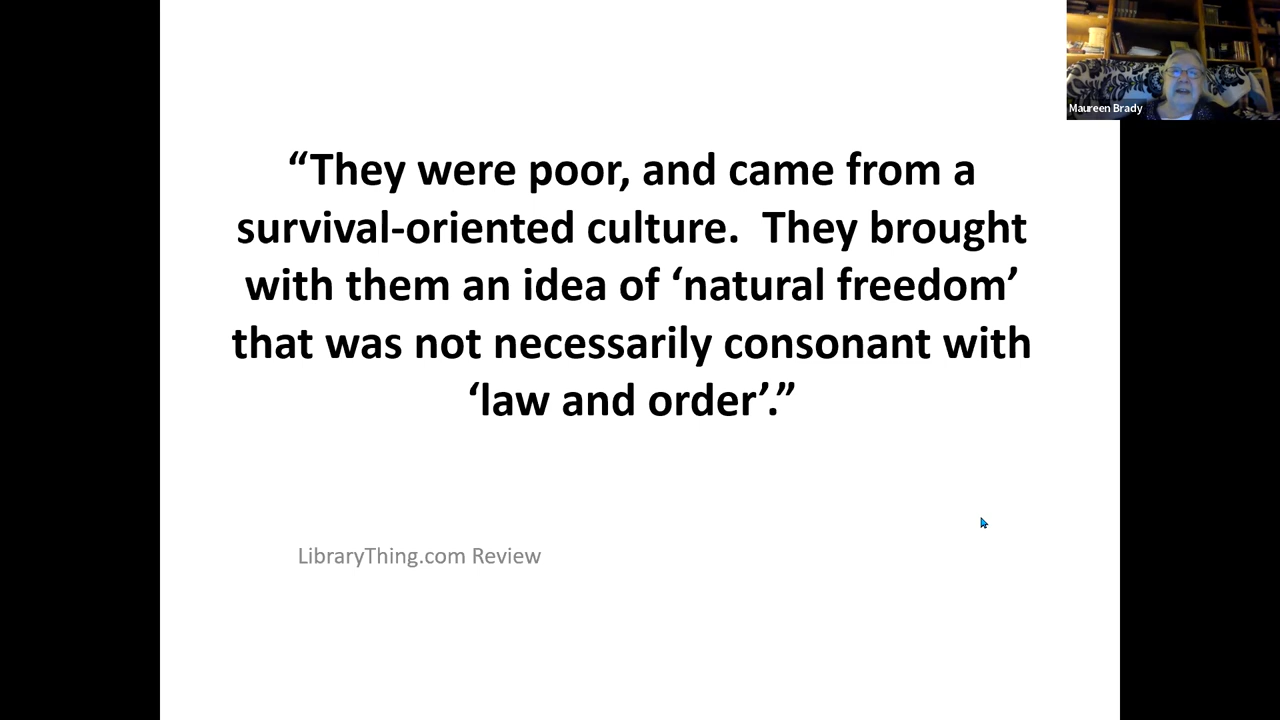 Maureen Brady
“They were poor, and came from a
survival-oriented culture.  They brought
with them an idea of ‘natural freedom’
that was not necessarily consonant with
‘law and order’.”
LibraryThing.com Review